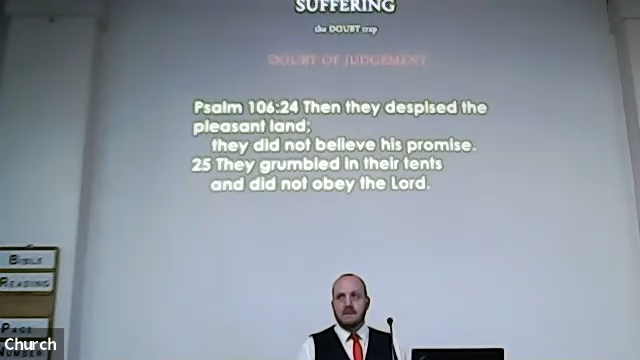 SUFFERING
the DOUBT trap
DOUBT OF JUDGEMENT
Psalm 106:24 Then they despised the
pleasant land;
they did not believe his promise.
25 They grumbled in their tents
and did not obey the Lord.
BIBLE
READING
PAGE
NUMBER
Church